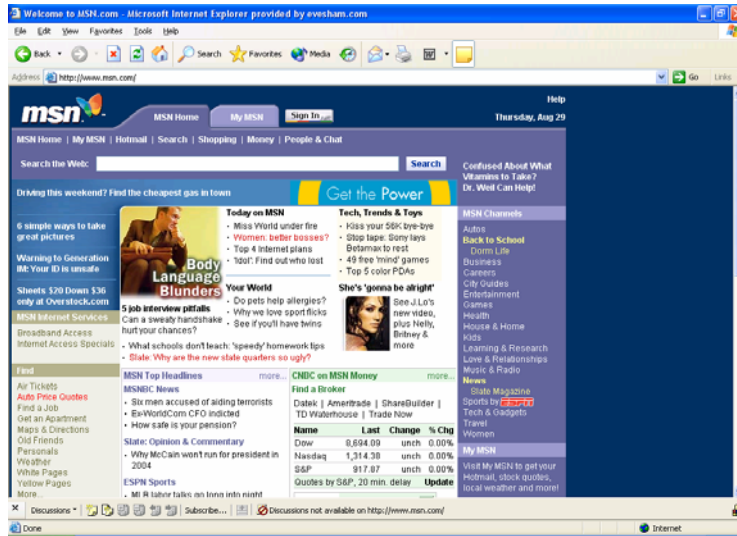 Welcome to MSN.com - Microsoft Internet Explorer provided by evesham.com
File Edit View Favorites Tools Help
Back Search Favorites Media
Address http://www.msn.com/ Go Links
msn
MSN Home My MSN Sign In
Help
Thursday, Aug 29
MSN Home | My MSN | Hotmail | Search | Shopping | Money | People & Chat
Search the Web: Search
Confused About What
Vitamins to Take?
Dr. Weil Can Help!
Driving this weekend? Find the cheapest gas in town
Get the Power
6 simple ways to take
great pictures
Warning to Generation
IM: Your ID is unsafe
Sheets $20 Down $36
only at Overstock.com
MSN Internet Services
Broadband Access
Internet Access Specials
Find
Air Tickets
Auto Price Quotes
Find a Job
Get an Apartment
Maps & Directions
Old Friends
Personals
Weather
White Pages
Yellow Pages
More...
Body
Language
Blunders
5 job interview pitfalls
Can a sweaty handshake
hurt your chances?
Today on MSN
· Miss World under fire
· Women: better bosses?
· Top 4 Internet plans
· 'Idol': Find out who lost
Your World
· Do pets help allergies?
· Why we love sport flicks
· See if you'll have twins
· What schools don't teach: 'speedy' homework tips
· Slate: Why are the new state quarters so ugly?
Tech, Trends & Toys
· Kiss your 56K bye-bye
· Stop tape: Sony lays
Betamax to rest
· 49 free 'mind' games
· Top 5 color PDAs
She's 'gonna be alright'
See J.Lo's
new video,
plus Nelly,
Britney &
more
MSN Top Headlines more...
MSNBC News
· Six men accused of aiding terrorists
· Ex-WorldCom CFO indicted
· How safe is your pension?
Slate: Opinion & Commentary
· Why McCain won't run for president in
2004
ESPN Sports
· MLB labor talks go long into night
CNBC on MSN Money more...
Find a Broker
Datek | Ameritrade | ShareBuilder |
TD Waterhouse | Trade Now
Name Last Change % Chg
Dow 8,694.09 unch 0.00%
Nasdaq 1,314.38 unch 0.00%
S&P 917.87 unch 0.00%
Quotes by S&P, 20 min. delay Update
MSN Channels
Autos
Back to School
Dorm Life
Business
Careers
City Guides
Entertainment
Games
Health
House & Home
Kids
Learning & Research
Love & Relationships
Music & Radio
News
Slate Magazine
Sports by ESPN
Tech & Gadgets
Travel
Women
My MSN
Visit My MSN to get your
Hotmail, stock quotes,
local weather and more!
Discussions Subscribe... Discussions not available on http://www.msn.com/
Done Internet